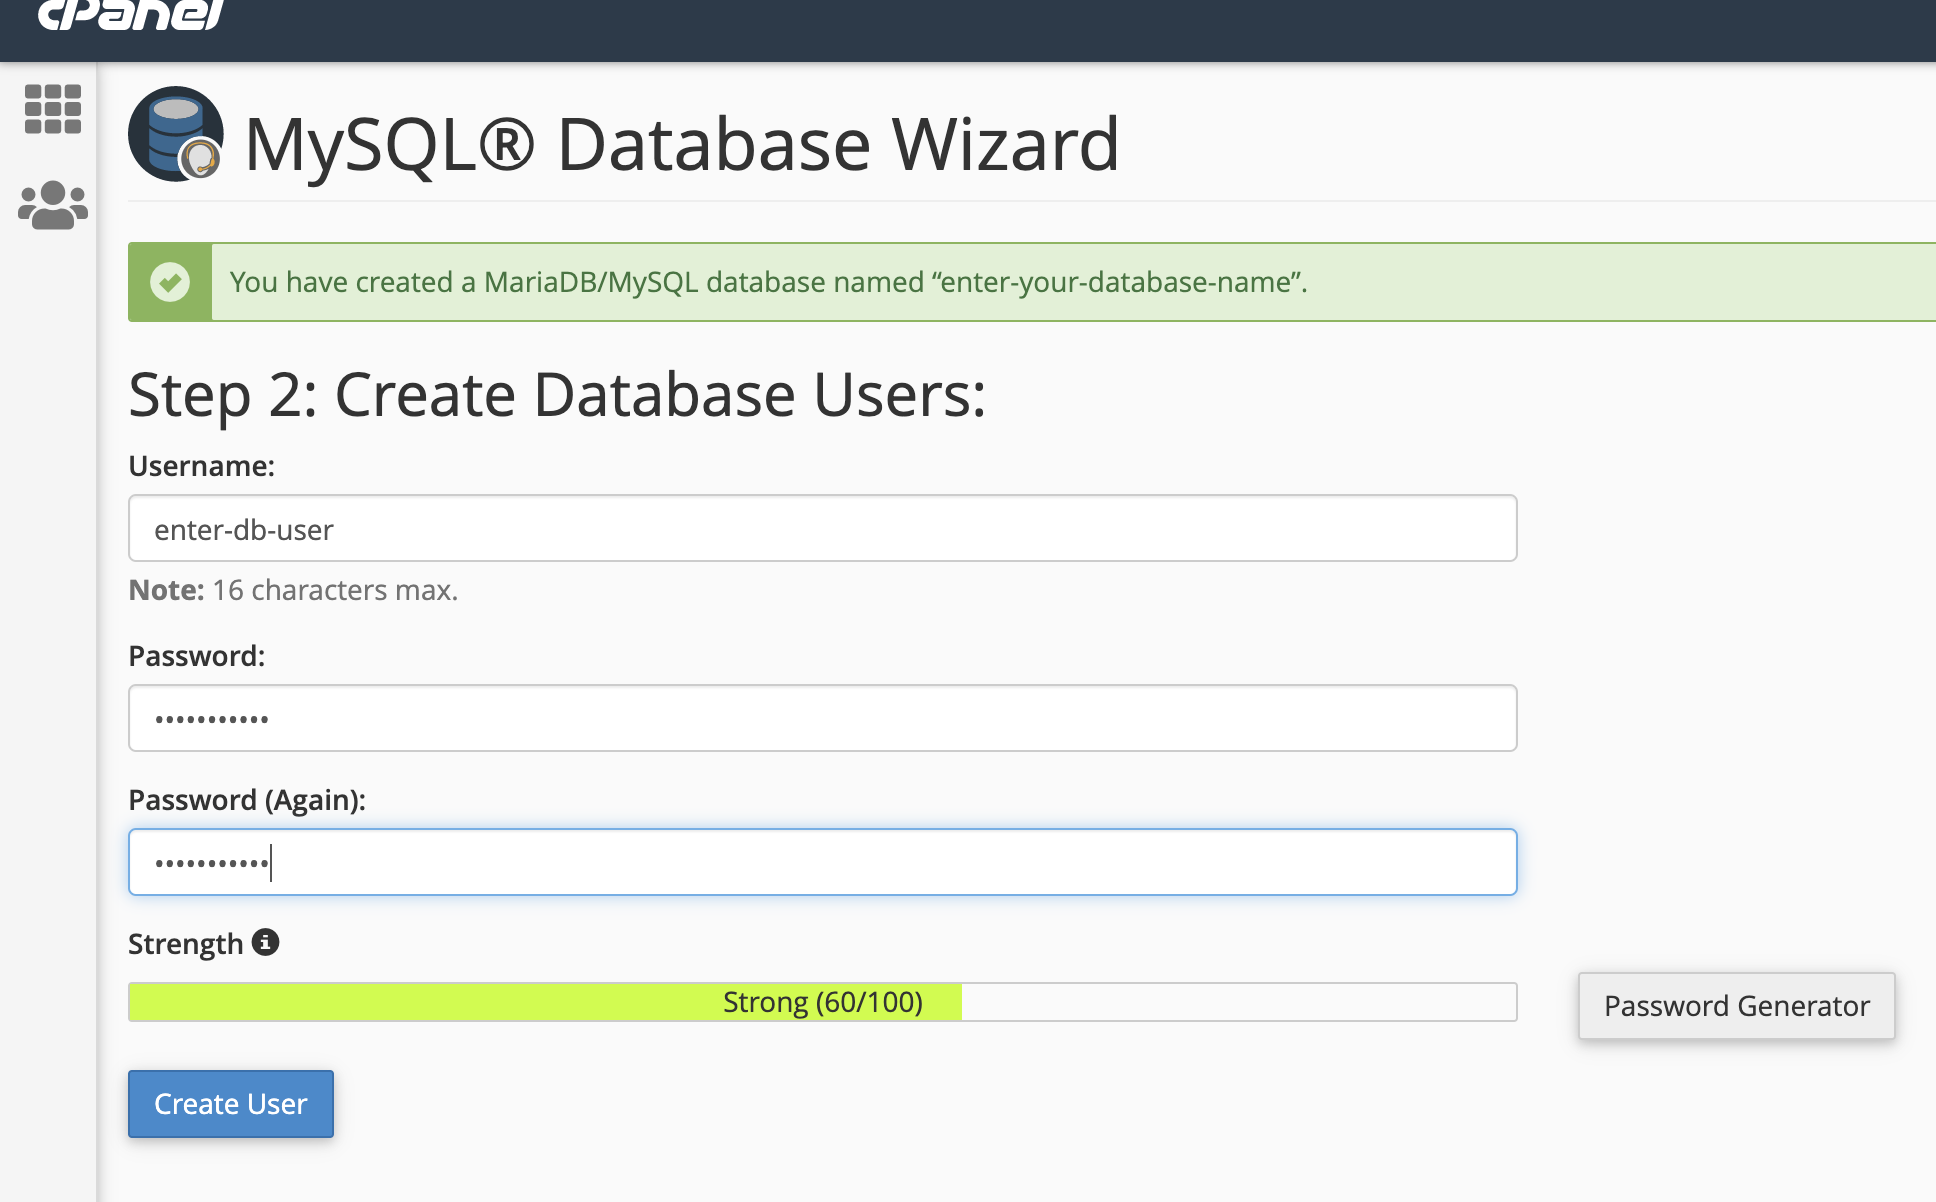 cPanel
MySQL® Database Wizard
You have created a MariaDB/MySQL database named “enter-your-database-name”.
Step 2: Create Database Users:
Username:
enter-db-user
Note: 16 characters max.
Password:
•••••••••••
Password (Again):
•••••••••••
Strength
Strong (60/100)
Password Generator
Create User